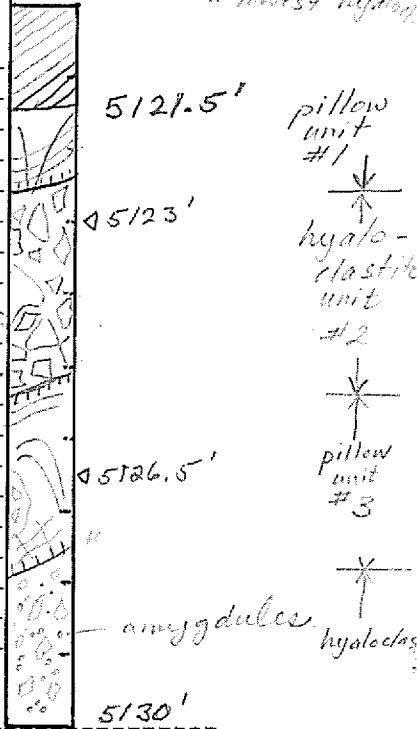 5121.5'
pillow
unit
#1
5123'
hyalo-
clastite
unit
#2
5126.5'
pillow
unit
#3
amygdules
hyaloclas
5130'